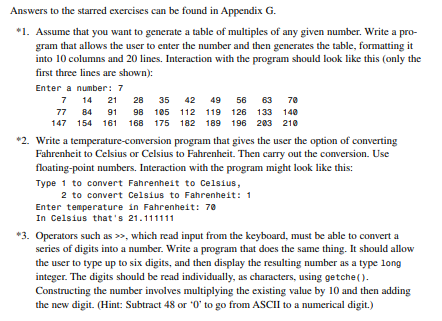 Answers to the starred exercises can be found in Appendix G.
*1. Assume that you want to generate a table of multiples of any given number. Write a pro-
gram that allows the user to enter the number and then generates the table, formatting it
into 10 columns and 20 lines. Interaction with the program should look like this (only the
first three lines are shown):
Enter a number: 7
7 14 21 28 35 42 49 56 63 70
77 84 91 98 105 112 119 126 133 140
147 154 161 168 175 182 189 196 203 210
*2. Write a temperature-conversion program that gives the user the option of converting
Fahrenheit to Celsius or Celsius to Fahrenheit. Then carry out the conversion. Use
floating-point numbers. Interaction with the program might look like this:
Type 1 to convert Fahrenheit to Celsius,
2 to convert Celsius to Fahrenheit: 1
Enter temperature in Fahrenheit: 70
In Celsius that's 21.111111
*3. Operators such as >>, which read input from the keyboard, must be able to convert a
series of digits into a number. Write a program that does the same thing. It should allow
the user to type up to six digits, and then display the resulting number as a type long
integer. The digits should be read individually, as characters, using getche().
Constructing the number involves multiplying the existing value by 10 and then adding
the new digit. (Hint: Subtract 48 or ‘0’ to go from ASCII to a numerical digit.)